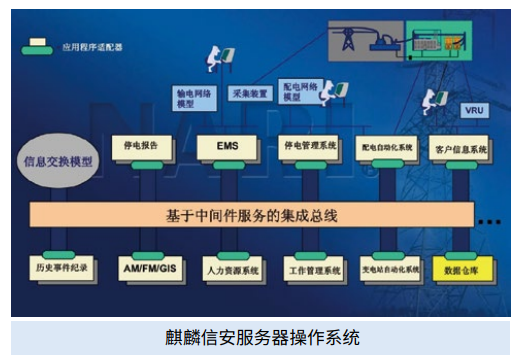 应用程序适配器
输电网络
模型
采集装置
配电网络
模型
VRU
NARI
信息交换模型
停电报告
EMS
停电管理系统
配电自动化系统
客户信息系统
基于中间件服务的集成总线
历史事件纪录
AM/FM/GIS
人力资源系统
工作管理系统
变电站自动化系统
数据仓库
麒麟信安服务器操作系统